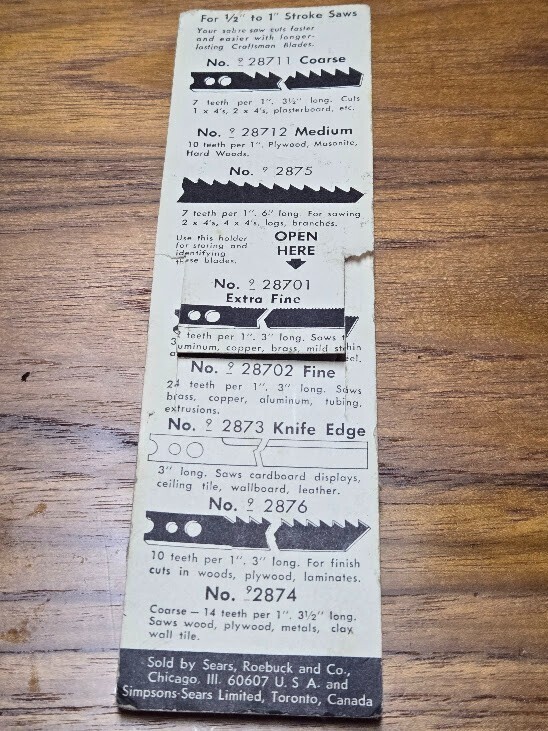 For 1/2" to 1" Stroke Saws
Your sabre saw cuts faster
and easier with longer-
lasting Craftsman Blades.
No. 9 28711 Coarse
7 teeth per 1". 3½" long. Cuts
1 x 4's, 2 x 4's, plasterboard, etc.
No. 9 28712 Medium
10 teeth per 1". Plywood, Masonite,
Hard Woods.
No. 9 2875
7 teeth per 1". 6" long. For sawing
2 x 4's, 4 x 4's, logs, branches.
Use this holder
for storing and
identifying
these blades.
OPEN
HERE
No. 9 28701
Extra Fine
teeth per 1". 3" long. Saws
uminum, copper, brass, mild st
No. 9 28702 Fine
24 teeth per 1". 3" long. Saws
brass, copper, aluminum, tubing,
extrusions.
No. 9 2873 Knife Edge
3" long. Saws cardboard displays,
ceiling tile, wallboard, leather.
No. 9 2876
10 teeth per 1". 3" long. For finish
cuts in woods, plywood, laminates.
No. 9 2874
Coarse — 14 teeth per 1". 3½" long.
Saws wood, plywood, metals, clay
wall tile.
Sold by Sears, Roebuck and Co.,
Chicago, Ill. 60607 U. S. A. and
Simpsons-Sears Limited, Toronto, Canada